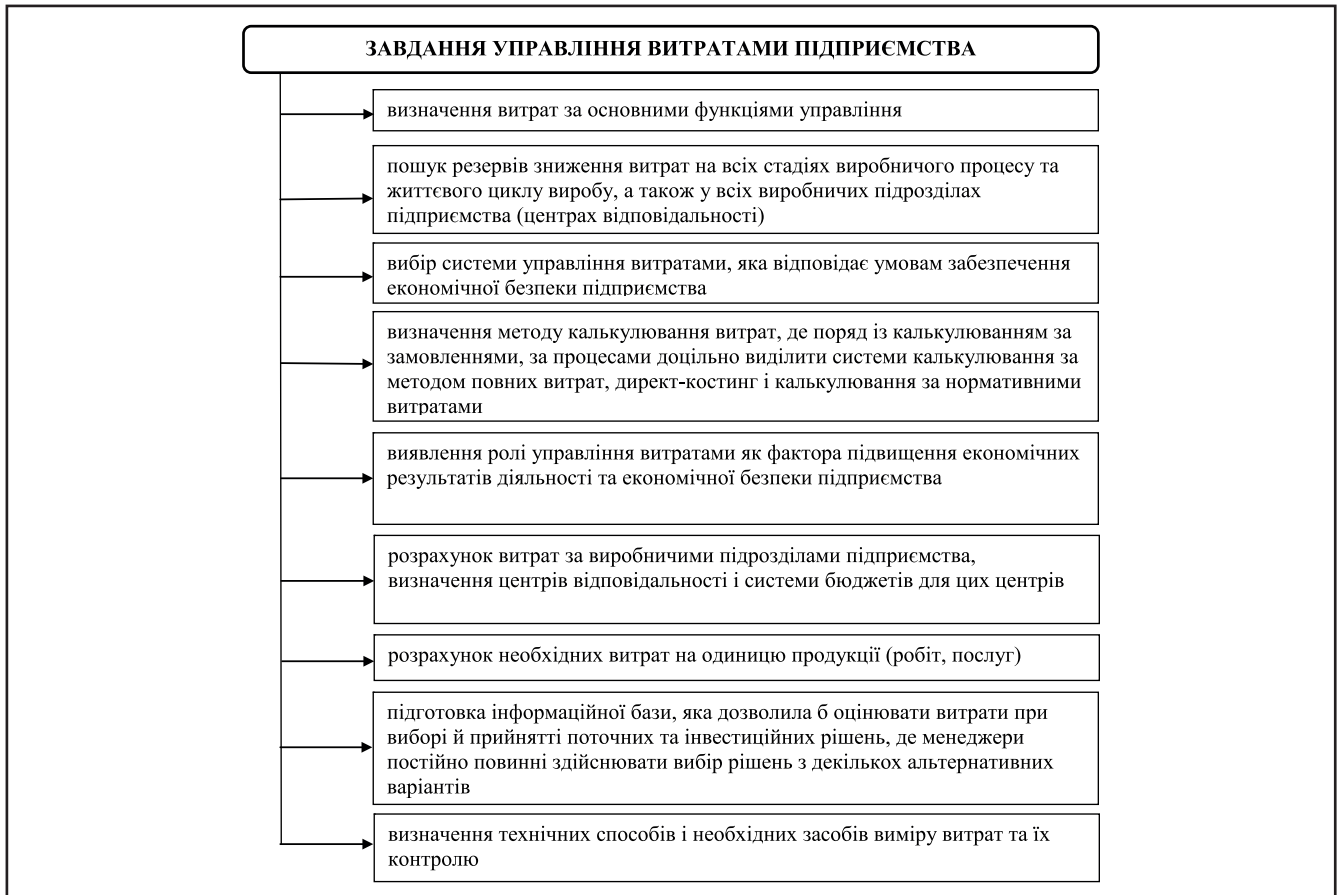 ЗАВДАННЯ УПРАВЛІННЯ ВИТРАТАМИ ПІДПРИЄМСТВА
визначення витрат за основними функціями управління
пошук резервів зниження витрат на всіх стадіях виробничого процесу та
життєвого циклу виробу, а також у всіх виробничих підрозділах
підприємства (центрах відповідальності)
вибір системи управління витратами, яка відповідає умовам забезпечення
економічної безпеки підприємства
визначення методу калькулювання витрат, де поряд із калькулюванням за
замовленнями, за процесами доцільно виділити системи калькулювання за
методом повних витрат, директ-костинг і калькулювання за нормативними
витратами
виявлення ролі управління витратами як фактора підвищення економічних
результатів діяльності та економічної безпеки підприємства
розрахунок витрат за виробничими підрозділами підприємства,
визначення центрів відповідальності і системи бюджетів для цих центрів
розрахунок необхідних витрат на одиницю продукції (робіт, послуг)
підготовка інформаційної бази, яка дозволила б оцінювати витрати при
виборі й прийнятті поточних та інвестиційних рішень, де менеджери
постійно повинні здійснювати вибір рішень з декількох альтернативних
варіантів
визначення технічних способів і необхідних засобів виміру витрат та їх
контролю